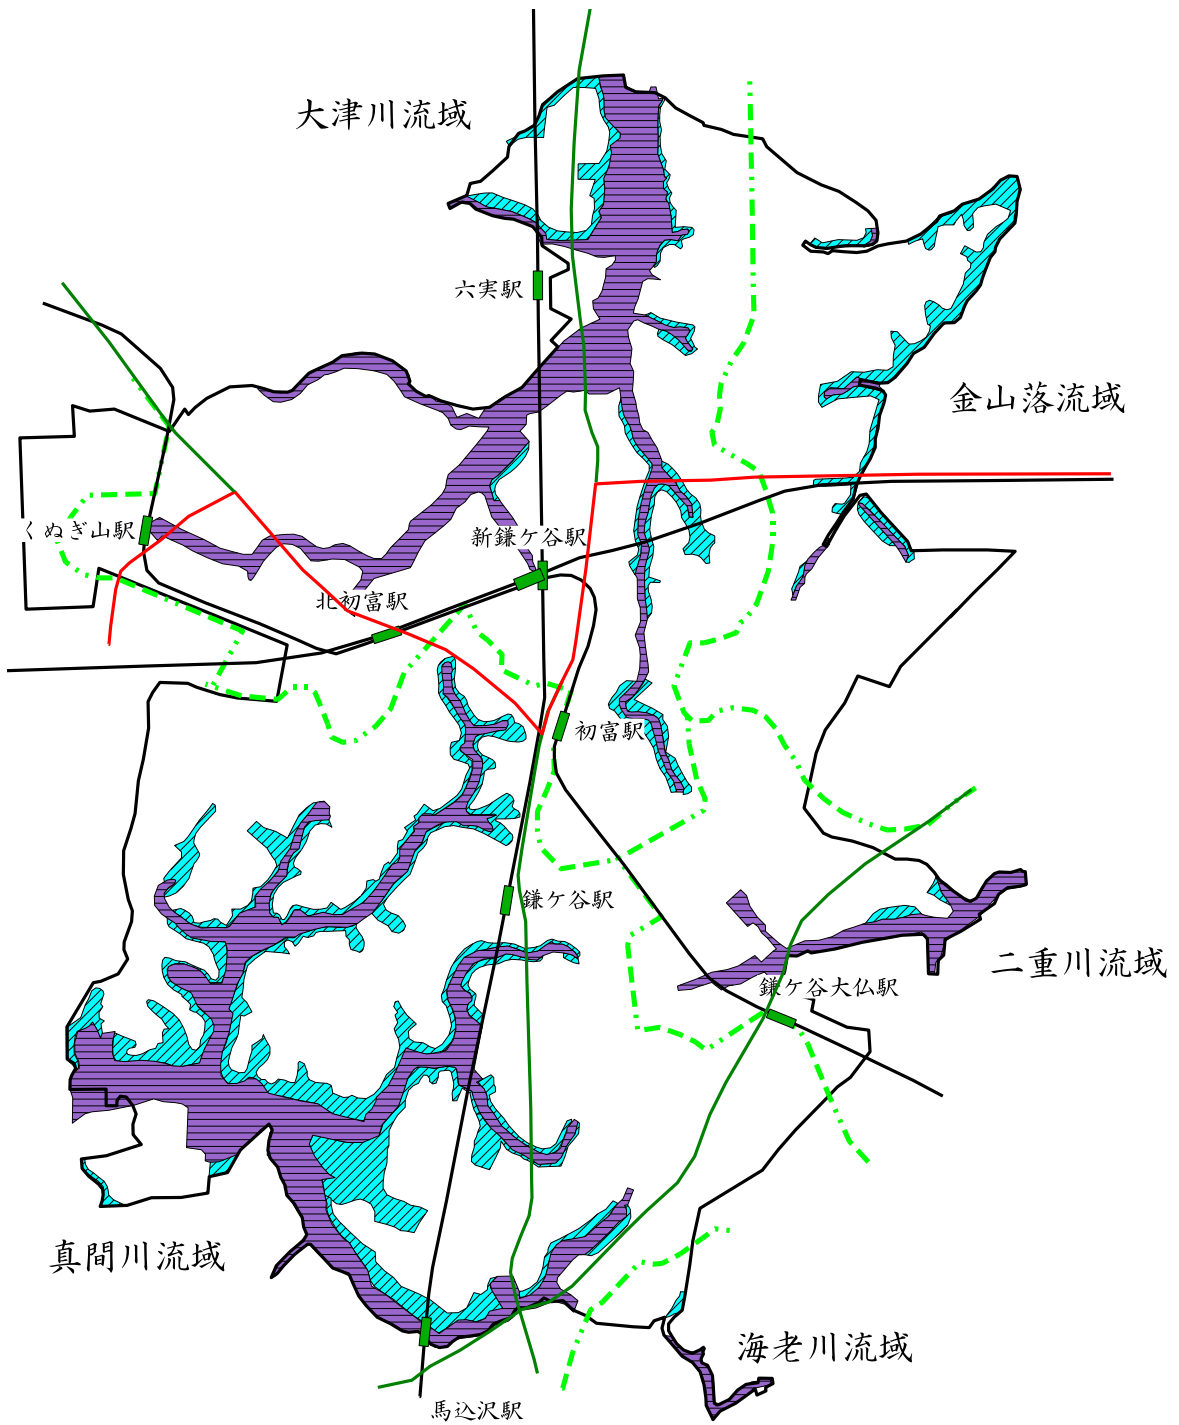 大津川流域
六実駅
金山落流域
くぬぎ山駅
新鎌ケ谷駅
北初富駅
初富駅
鎌ケ谷駅
二重川流域
鎌ケ谷大仏駅
真間川流域
海老川流域
馬込沢駅